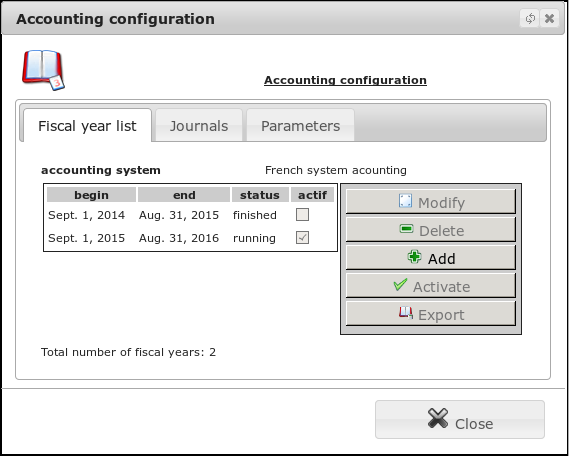 Accounting configuration
Accounting configuration
Fiscal year list Journals Parameters
accounting system French system acounting
begin end status actif
Sept. 1, 2014 Aug. 31, 2015 finished
Sept. 1, 2015 Aug. 31, 2016 running
Modify
Delete
Add
Activate
Export
Total number of fiscal years: 2
Close